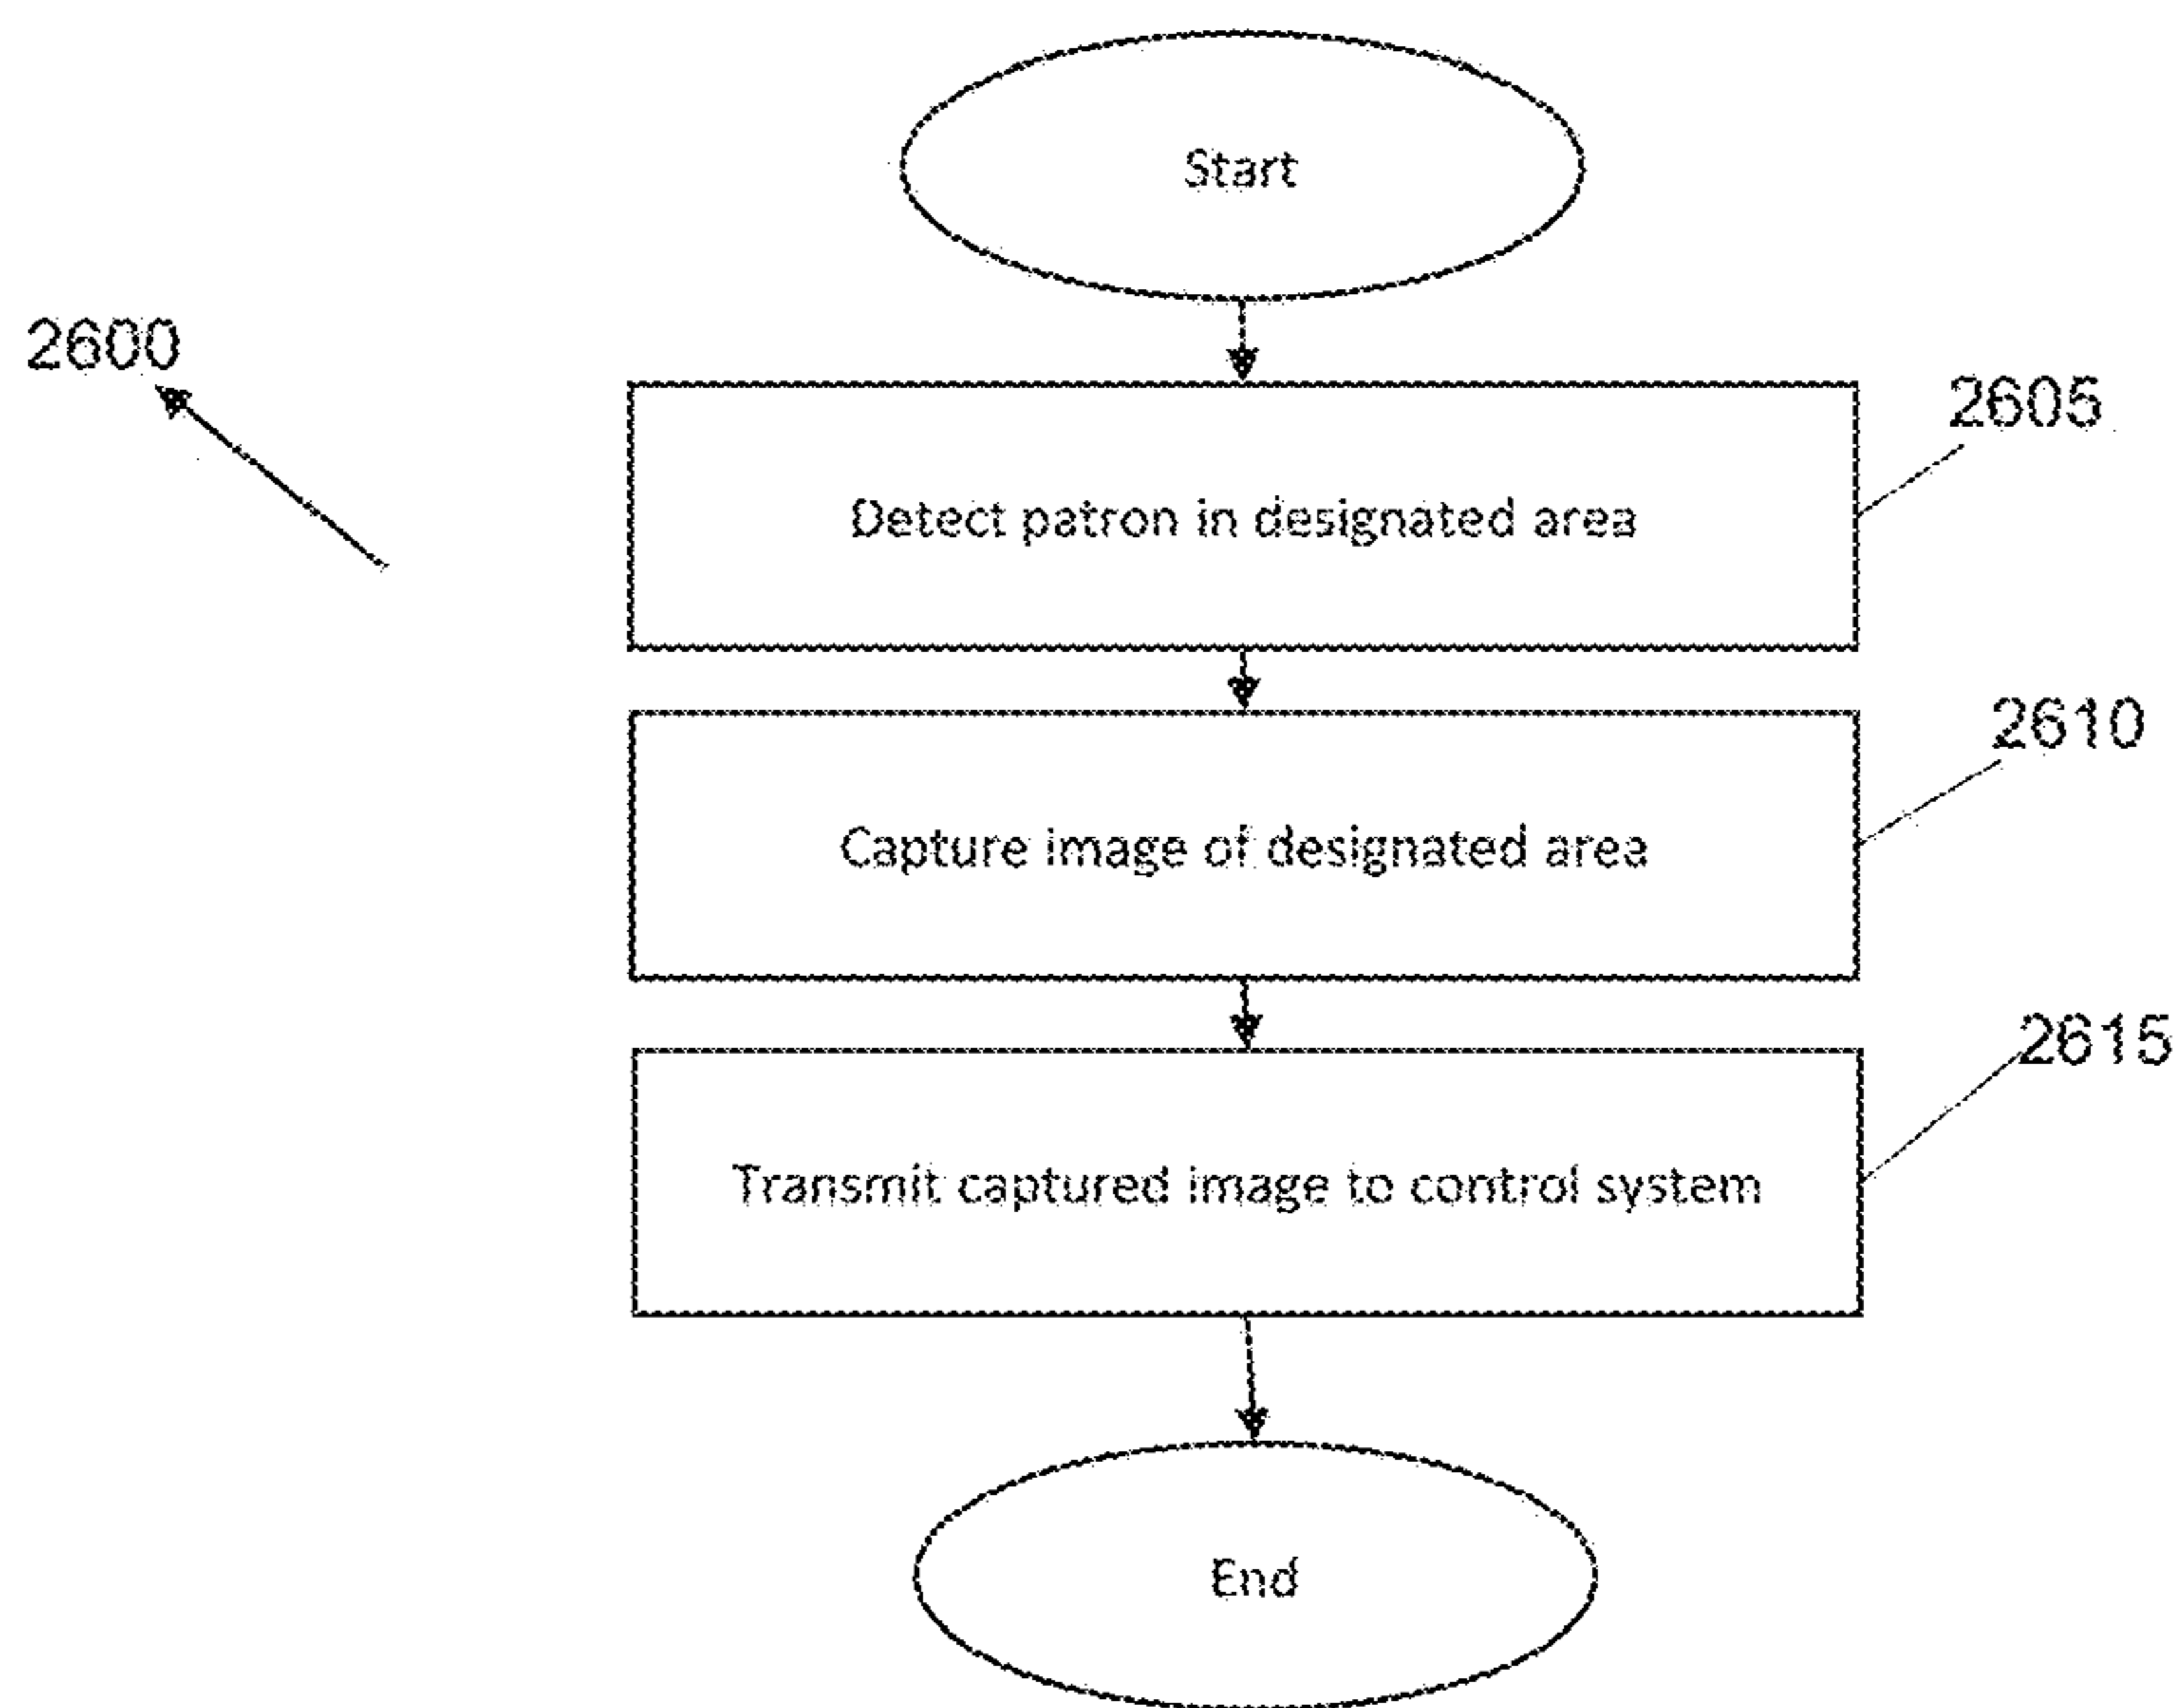 Start
2600
2605
Detect patron in designated area
2610
Capture image of designated area
2615
Transmit captured image to control system
End